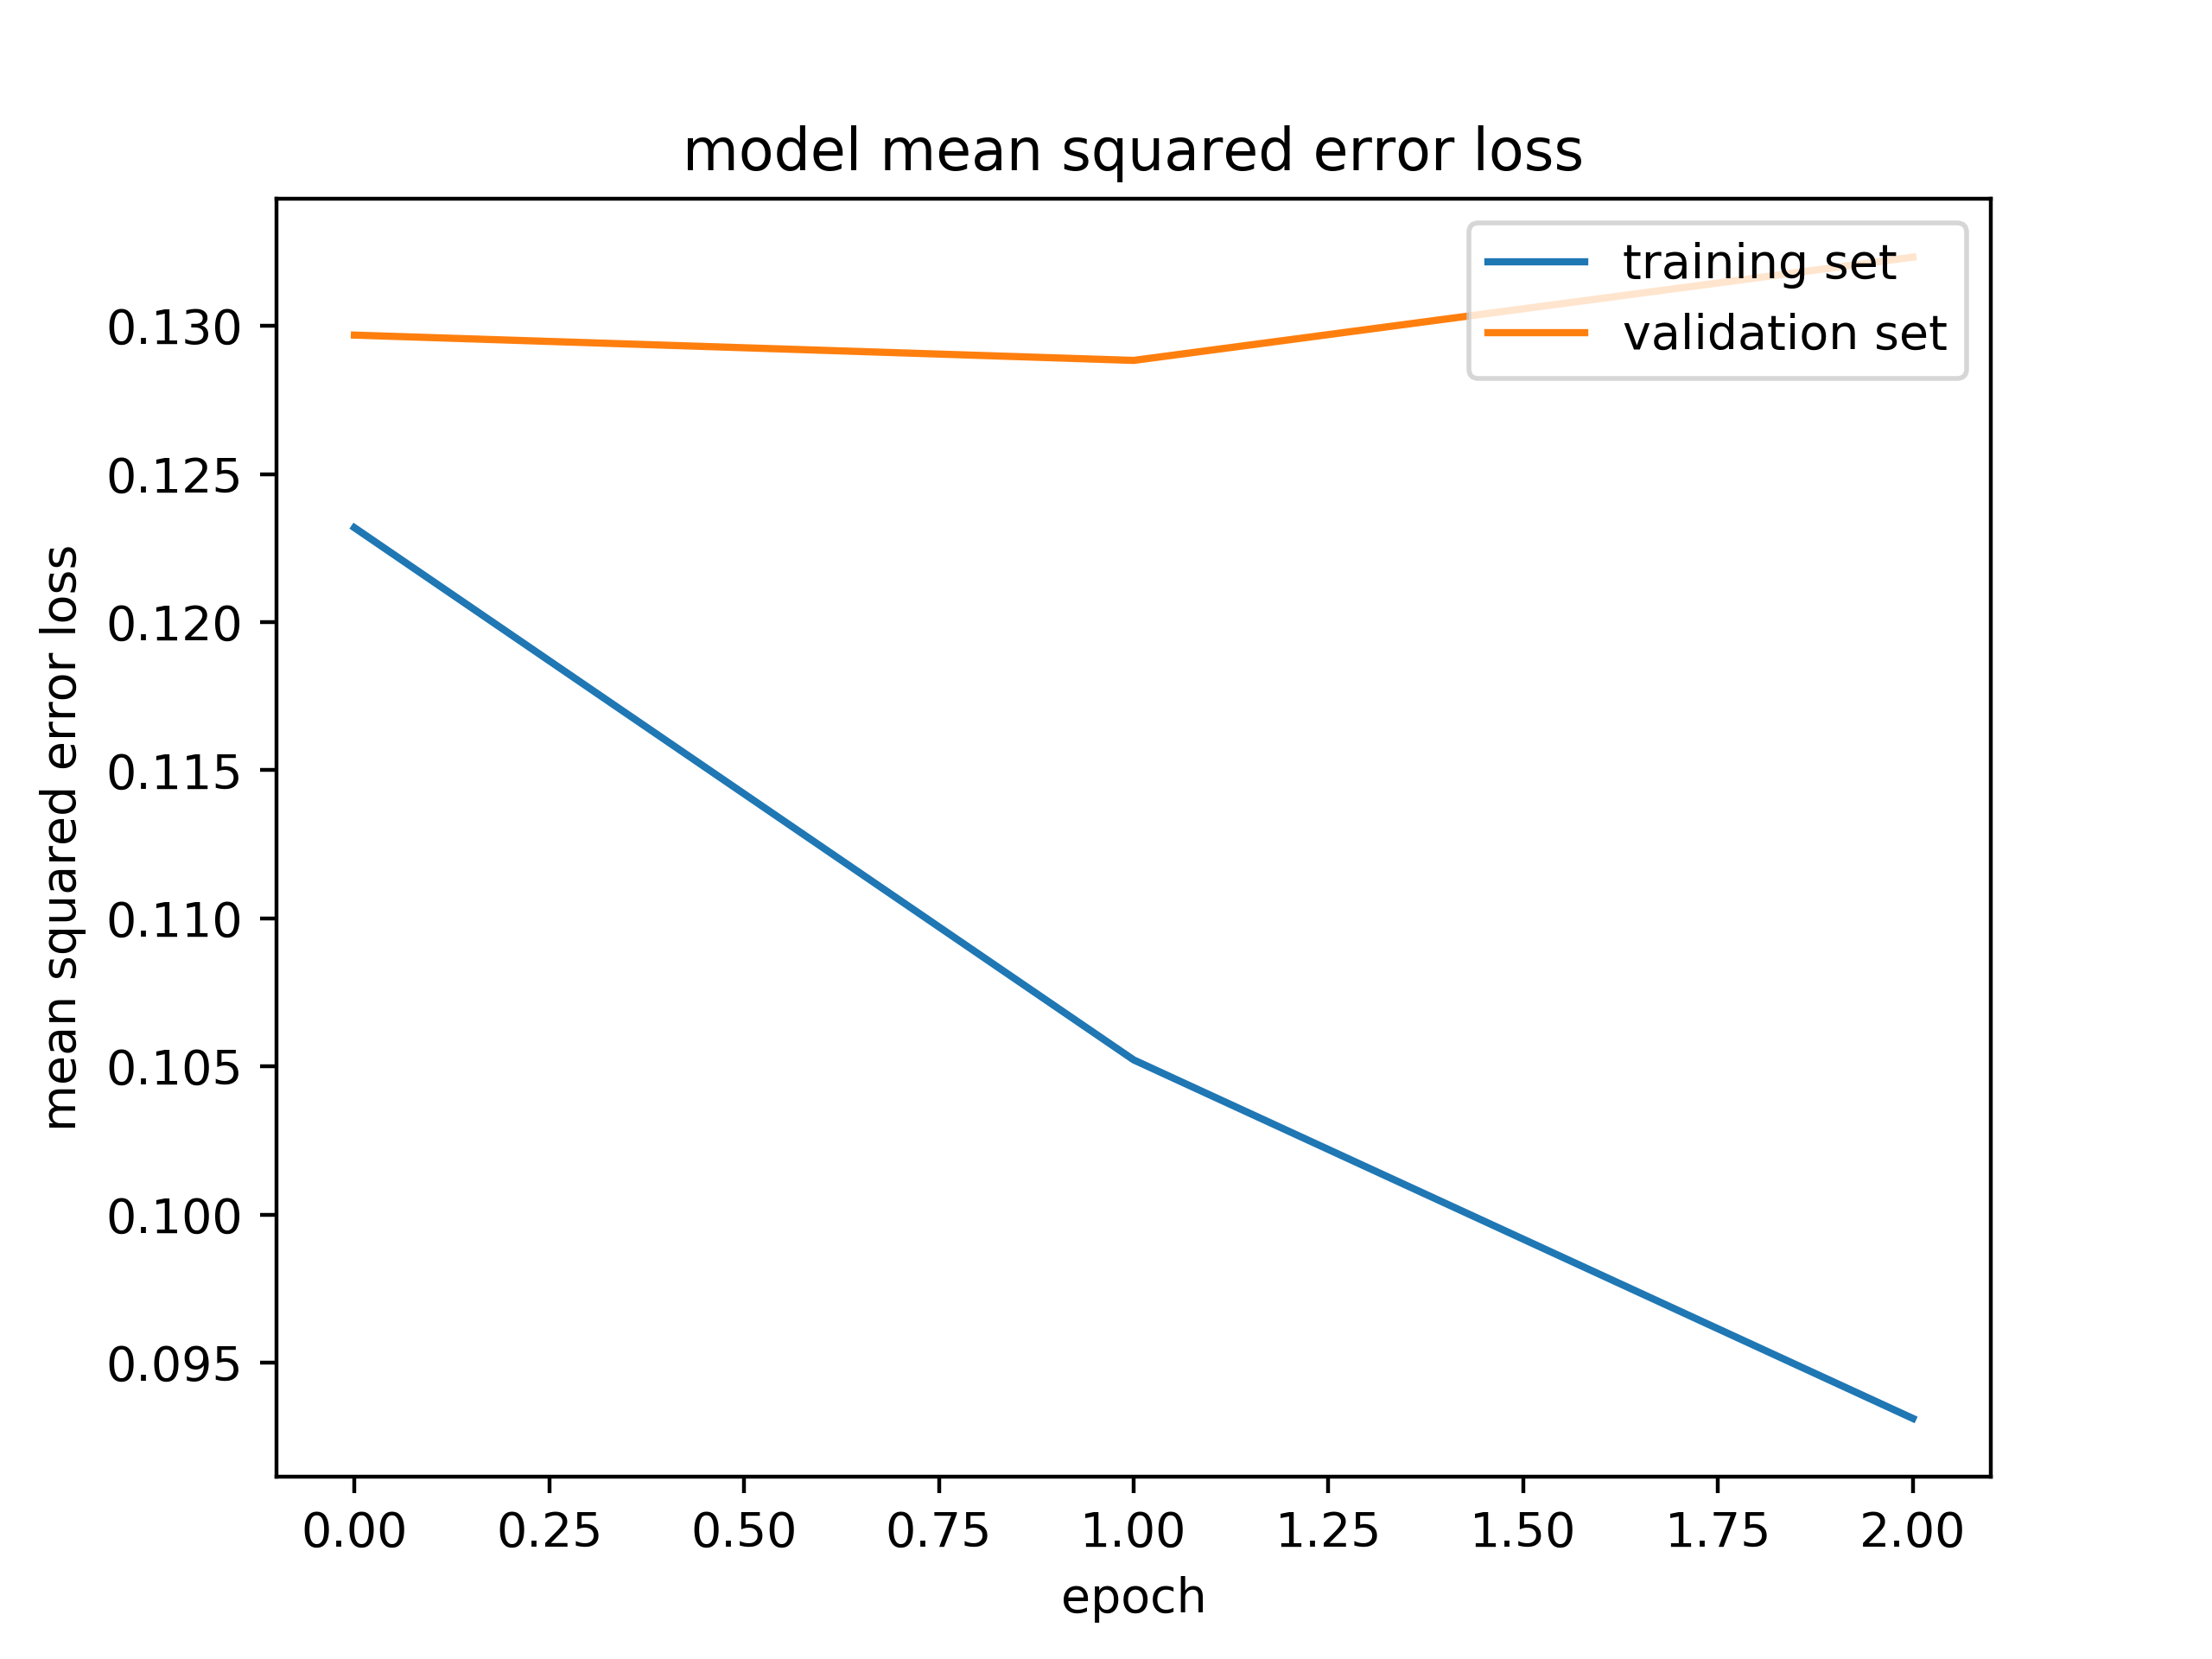 model mean squared error loss
training set
validation set
mean squared error loss
0.130
0.125
0.120
0.115
0.110
0.105
0.100
0.095
0.00 0.25 0.50 0.75 1.00 1.25 1.50 1.75 2.00
epoch